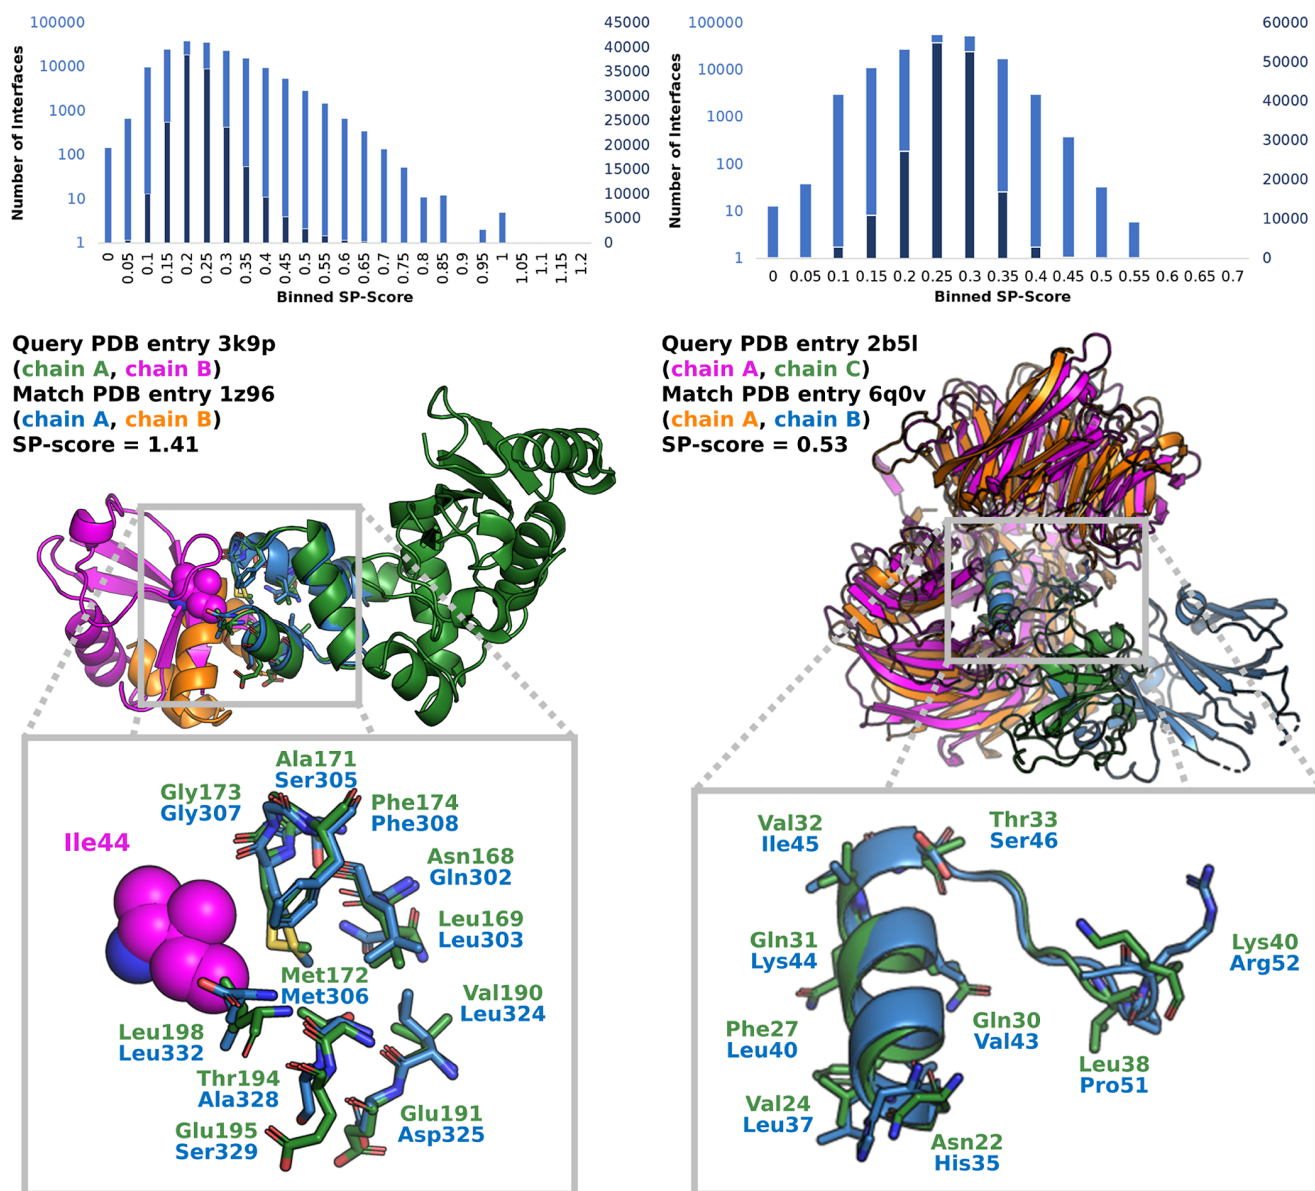 Number of Interfaces
100000
10000
1000
100
10
1
45000
40000
35000
30000
25000
20000
15000
10000
5000
0
0 0.05 0.1 0.15 0.2 0.25 0.3 0.35 0.4 0.45 0.5 0.55 0.6 0.65 0.7 0.75 0.8 0.85 0.9 0.95 1 1.05 1.1 1.15 1.2
Binned SP-Score
Number of Interfaces
100000
10000
1000
100
10
1
60000
50000
40000
30000
20000
10000
0
0 0.05 0.1 0.15 0.2 0.25 0.3 0.35 0.4 0.45 0.5 0.55 0.6 0.65 0.7
Binned SP-Score
Query PDB entry 3k9p
(chain A, chain B)
Match PDB entry 1z96
(chain A, chain B)
SP-score = 1.41
Ala171
Ser305
Gly173
Gly307
Phe174
Phe308
Ile44
Asn168
Gln302
Leu169
Leu303
Met172
Met306
Val190
Leu324
Leu198
Leu332
Thr194
Ala328
Glu191
Asp325
Glu195
Ser329
Query PDB entry 2b5l
(chain A, chain C)
Match PDB entry 6q0v
(chain A, chain B)
SP-score = 0.53
Val32
Ile45
Thr33
Ser46
Gln31
Lys44
Lys40
Arg52
Gln30
Val43
Phe27
Leu40
Leu38
Pro51
Val24
Leu37
Asn22
His35